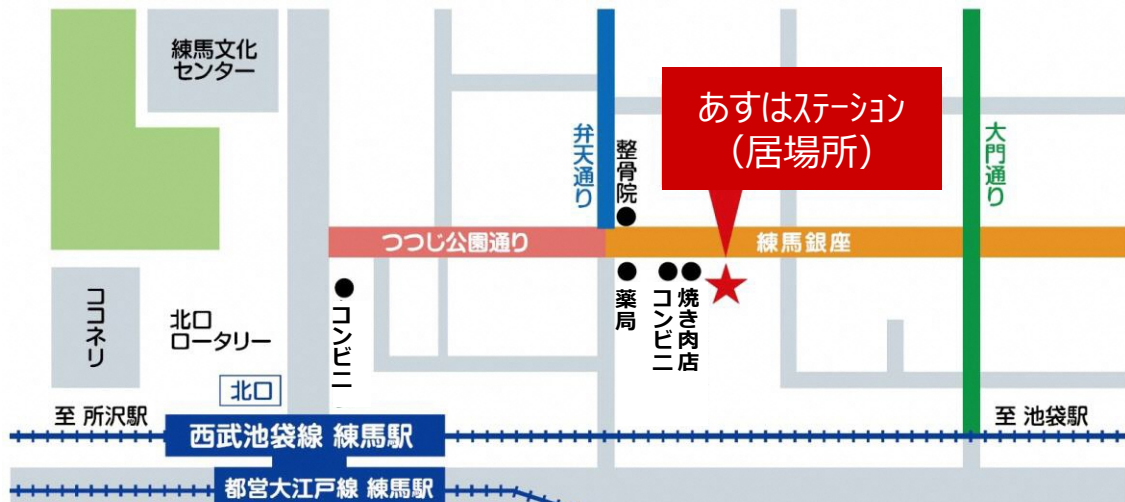 練馬文化
センター
あすはステーション
（居場所）
弁天通り
整骨院
大門通り
つつじ公園通り
練馬銀座
ココネリ
北口
ロータリー
コンビニ
薬局
コンビニ
焼き肉店
北口
至 所沢駅
至 池袋駅
西武池袋線 練馬駅
都営大江戸線 練馬駅